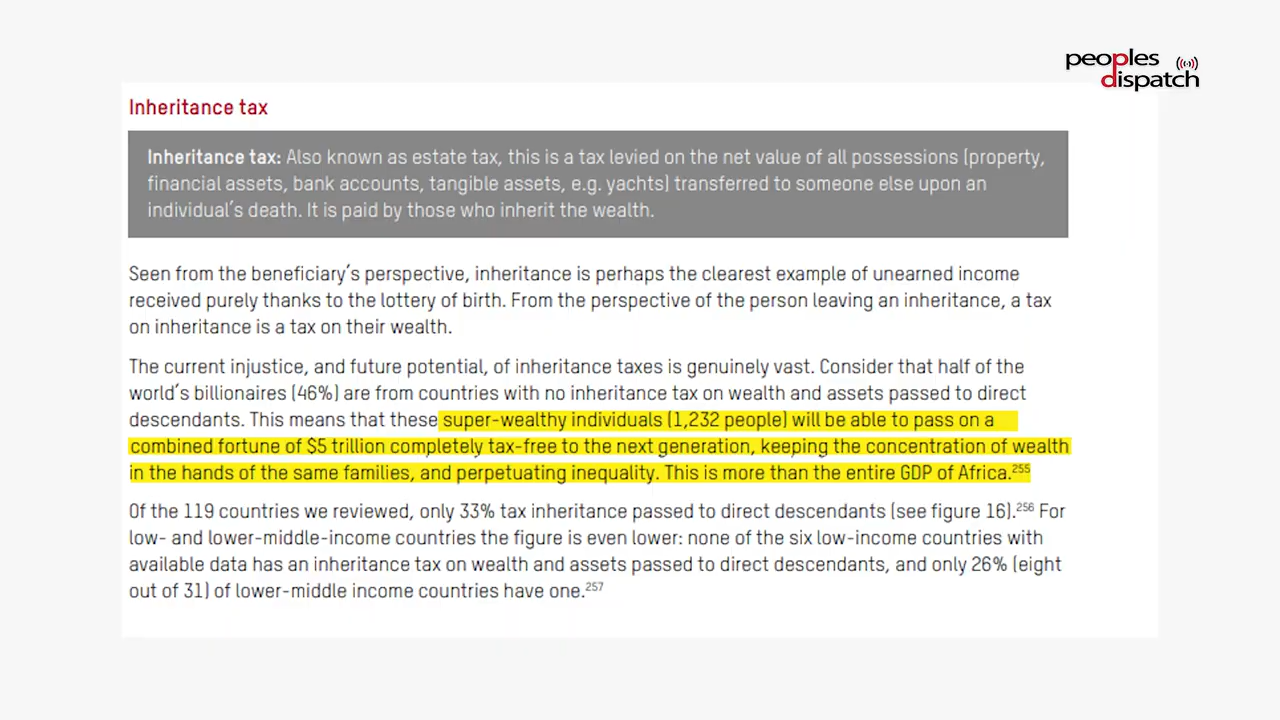 peoples
dispatch
Inheritance tax
Inheritance tax: Also known as estate tax, this is a tax levied on the net value of all possessions (property,
financial assets, bank accounts, tangible assets, e.g. yachts) transferred to someone else upon an
individual's death. It is paid by those who inherit the wealth.
Seen from the beneficiary's perspective, inheritance is perhaps the clearest example of unearned income
received purely thanks to the lottery of birth. From the perspective of the person leaving an inheritance, a tax
on inheritance is a tax on their wealth.
The current injustice, and future potential, of inheritance taxes is genuinely vast. Consider that half of the
world's billionaires (46%) are from countries with no inheritance tax on wealth and assets passed to direct
descendants. This means that these super-wealthy individuals (1,232 people) will be able to pass on a
combined fortune of $5 trillion completely tax-free to the next generation, keeping the concentration of wealth
in the hands of the same families, and perpetuating inequality. This is more than the entire GDP of Africa.255
Of the 119 countries we reviewed, only 33% tax inheritance passed to direct descendants (see figure 16).256 For
low- and lower-middle-income countries the figure is even lower: none of the six low-income countries with
available data has an inheritance tax on wealth and assets passed to direct descendants, and only 26% (eight
out of 31) of lower-middle income countries have one.257